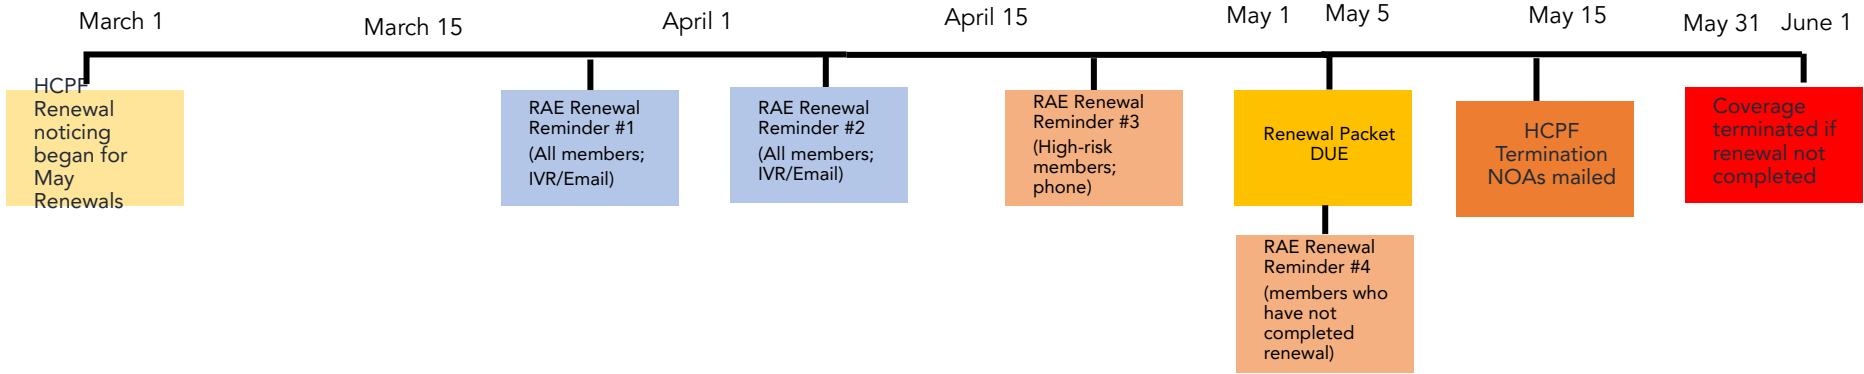 March 1
March 15
April 1
April 15
May 1
May 5
May 15
May 31
June 1
HCPF
Renewal
noticing
began for
May
Renewals
RAE Renewal
Reminder #1
(All members;
IVR/Email)
RAE Renewal
Reminder #2
(All members;
IVR/Email)
RAE Renewal
Reminder #3
(High-risk
members;
phone)
Renewal Packet
DUE
HCPF
Termination
NOAs mailed
Coverage
terminated if
renewal not
completed
RAE Renewal
Reminder #4
(members who
have not
completed
renewal)